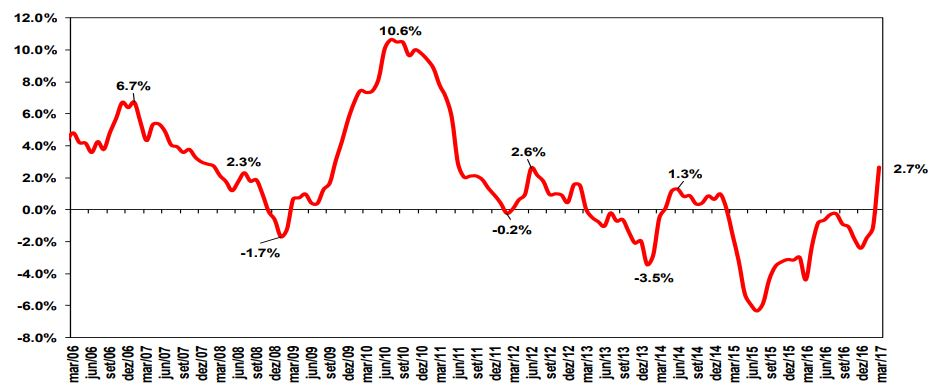 12.0%
10.0%
8.0%
6.0%
4.0%
2.0%
0.0%
-2.0%
-4.0%
-6.0%
-8.0%
6.7%
2.3%
-1.7%
10.6%
-0.2%
2.6%
-3.5%
1.3%
2.7%
mar/06
jun/06
set/06
dez/06
mar/07
jun/07
set/07
dez/07
mar/08
jun/08
set/08
dez/08
mar/09
jun/09
set/09
dez/09
mar/10
jun/10
set/10
dez/10
mar/11
jun/11
set/11
dez/11
mar/12
jun/12
set/12
dez/12
mar/13
jun/13
set/13
dez/13
mar/14
jun/14
set/14
dez/14
mar/15
jun/15
set/15
dez/15
mar/16
jun/16
set/16
dez/16
mar/17